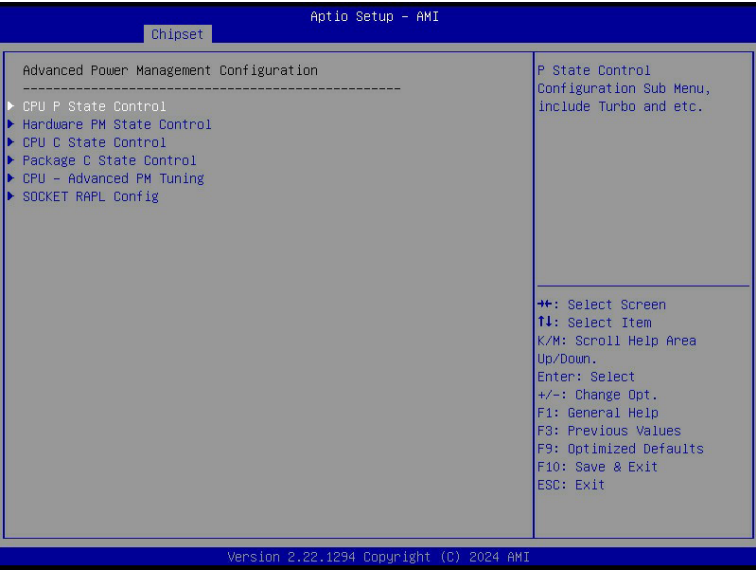 Aptio Setup – AMI
Chipset
Advanced Power Management Configuration
--------------------------------------------------
CPU P State Control
Hardware PM State Control
CPU C State Control
Package C State Control
CPU – Advanced PM Tuning
SOCKET RAPL Config
P State Control
Configuration Sub Menu,
include Turbo and etc.
→←: Select Screen
↑↓: Select Item
K/M: Scroll Help Area
Up/Down.
Enter: Select
+/-: Change Opt.
F1: General Help
F3: Previous Values
F9: Optimized Defaults
F10: Save & Exit
ESC: Exit
Version 2.22.1294 Copyright (C) 2024 AMI